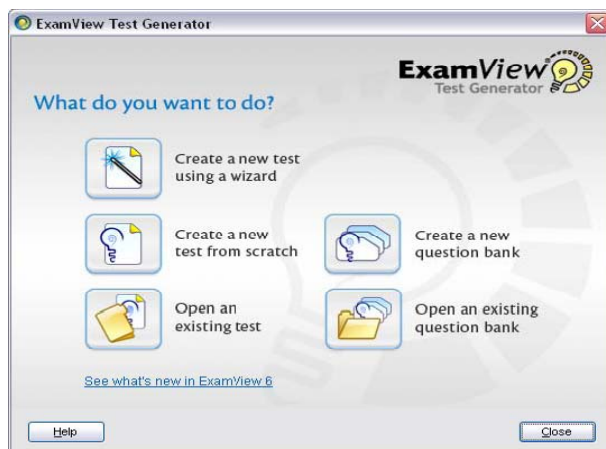 ExamView Test Generator
ExamView
Test Generator
What do you want to do?
Create a new test
using a wizard
Create a new
test from scratch
Create a new
question bank
Open an
existing test
Open an existing
question bank
See what's new in ExamView 6
Help
Close